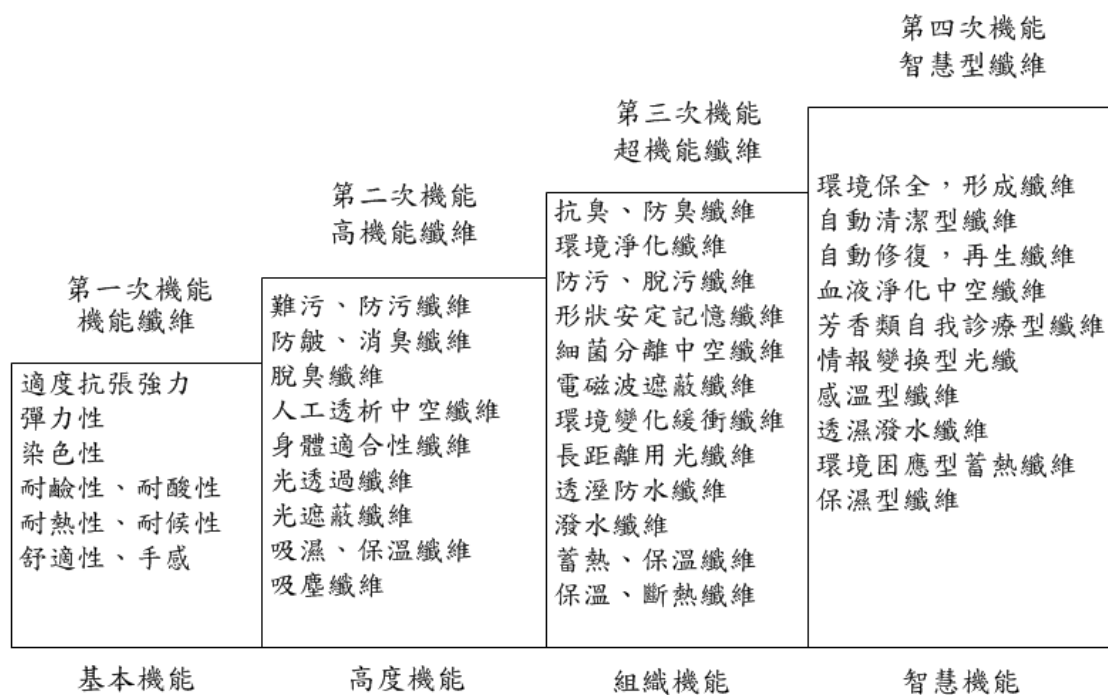 第一次機能
機能纖維
適度抗張強力
彈力性
染色性
耐鹼性、耐酸性
耐熱性、耐候性
舒適性、手感
基本機能
第二次機能
高機能纖維
難污、防污纖維
防皺、消臭纖維
脫臭纖維
人工透析中空纖維
身體適合性纖維
光透過纖維
光遮蔽纖維
吸濕、保溫纖維
吸塵纖維
高度機能
第三次機能
超機能纖維
抗臭、防臭纖維
環境淨化纖維
防污、脫污纖維
形狀安定記憶纖維
細菌分離中空纖維
電磁波遮蔽纖維
環境變化緩衝纖維
長距離用光纖維
透溼防水纖維
潑水纖維
蓄熱、保溫纖維
保溫、斷熱纖維
組織機能
第四次機能
智慧型纖維
環境保全，形成纖維
自動清潔型纖維
自動修復，再生纖維
血液淨化中空纖維
芳香類自我診療型纖維
情報變換型光纖
感溫型纖維
透濕潑水纖維
環境困應型蓄熱纖維
保濕型纖維
智慧機能